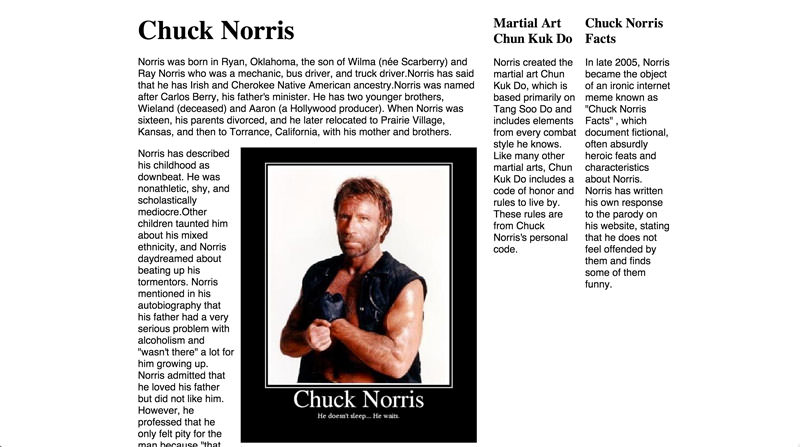 Chuck Norris
Norris was born in Ryan, Oklahoma, the son of Wilma (née Scarberry) and
Ray Norris who was a mechanic, bus driver, and truck driver.Norris has said
that he has Irish and Cherokee Native American ancestry.Norris was named
after Carlos Berry, his father's minister. He has two younger brothers,
Wieland (deceased) and Aaron (a Hollywood producer). When Norris was
sixteen, his parents divorced, and he later relocated to Prairie Village,
Kansas, and then to Torrance, California, with his mother and brothers.
Norris has described
his childhood as
downbeat. He was
nonathletic, shy, and
scholastically
mediocre.Other
children taunted him
about his mixed
ethnicity, and Norris
daydreamed about
beating up his
tormentors. Norris
mentioned in his
autobiography that
his father had a very
serious problem with
alcoholism and
"wasn't there" a lot for
him growing up.
Norris admitted that
he loved his father
but did not like him.
However, he
professed that he
only felt pity for the
man because "that
Chuck Norris
He doesn't sleep... He waits.
Martial Art
Chun Kuk Do
Norris created the
martial art Chun
Kuk Do, which is
based primarily on
Tang Soo Do and
includes elements
from every combat
style he knows.
Like many other
martial arts, Chun
Kuk Do includes a
code of honor and
rules to live by.
These rules are
from Chuck
Norris's personal
code.
Chuck Norris
Facts
In late 2005, Norris
became the object
of an ironic internet
meme known as
"Chuck Norris
Facts" , which
document fictional,
often absurdly
heroic feats and
characteristics
about Norris.
Norris has written
his own response
to the parody on
his website, stating
that he does not
feel offended by
them and finds
some of them
funny.